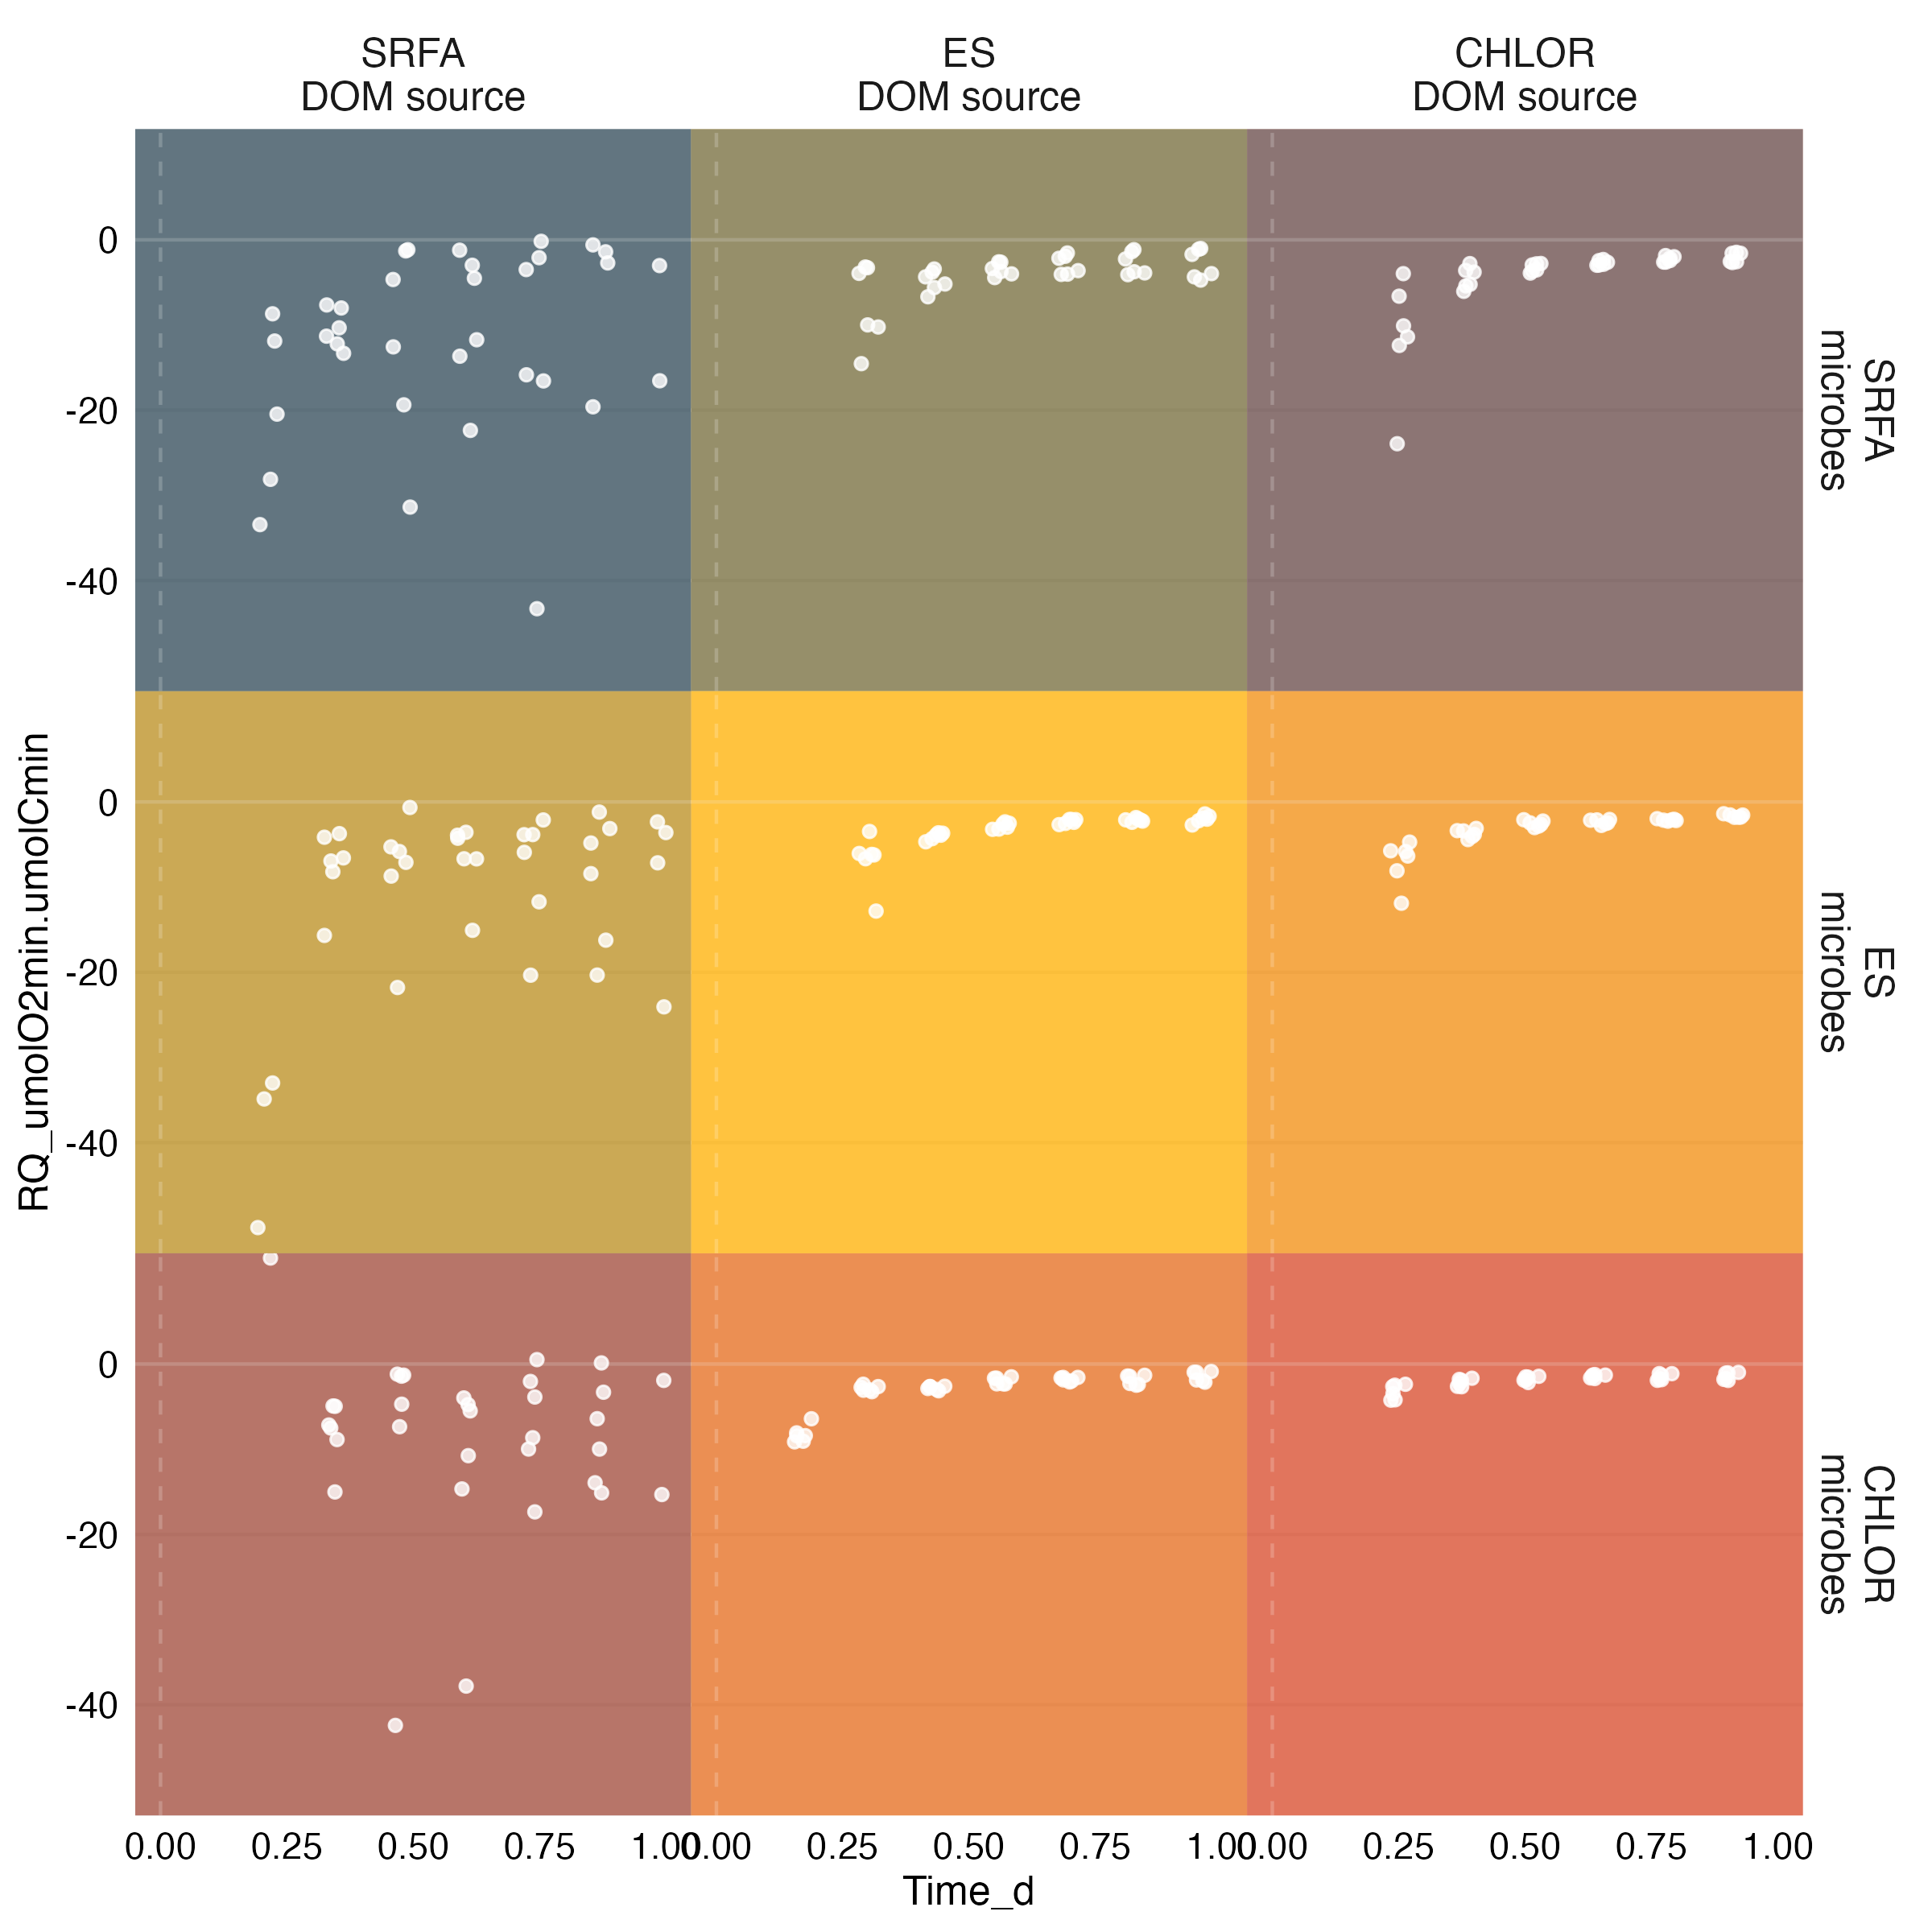 SRFA
DOM source
ES
DOM source
CHLOR
DOM source
0
-20
-40
SRFA
microbes
0
-20
-40
ES
microbes
0
-20
-40
CHLOR
microbes
RQ_umolO2min.umolCmin
0.00 0.25 0.50 0.75 1.00 0.00 0.25 0.50 0.75 1.00 0.00 0.25 0.50 0.75 1.00
Time_d